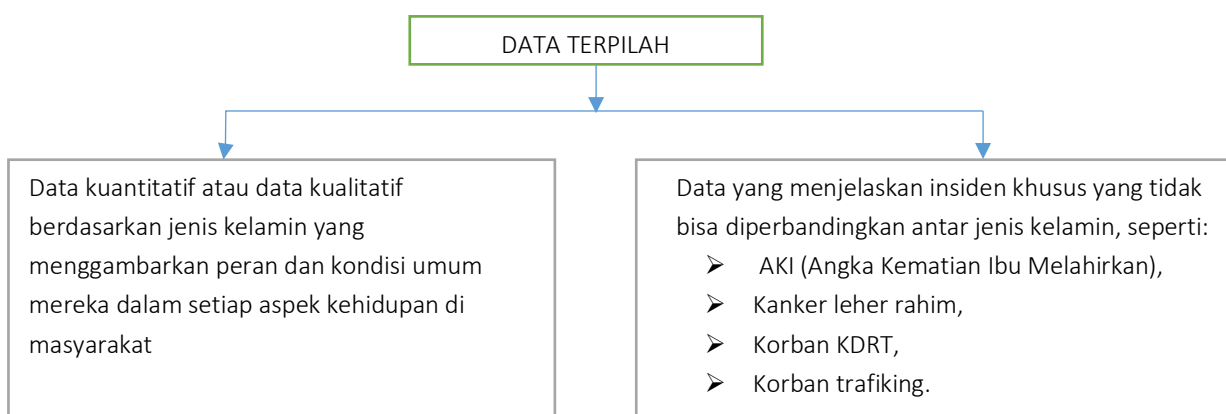 DATA TERPILAH
Data kuantitatif atau data kualitatif
berdasarkan jenis kelamin yang
menggambarkan peran dan kondisi umum
mereka dalam setiap aspek kehidupan di
masyarakat
Data yang menjelaskan insiden khusus yang tidak
bisa diperbandingkan antar jenis kelamin, seperti:
➢ AKI (Angka Kematian Ibu Melahirkan),
➢ Kanker leher rahim,
➢ Korban KDRT,
➢ Korban trafiking.